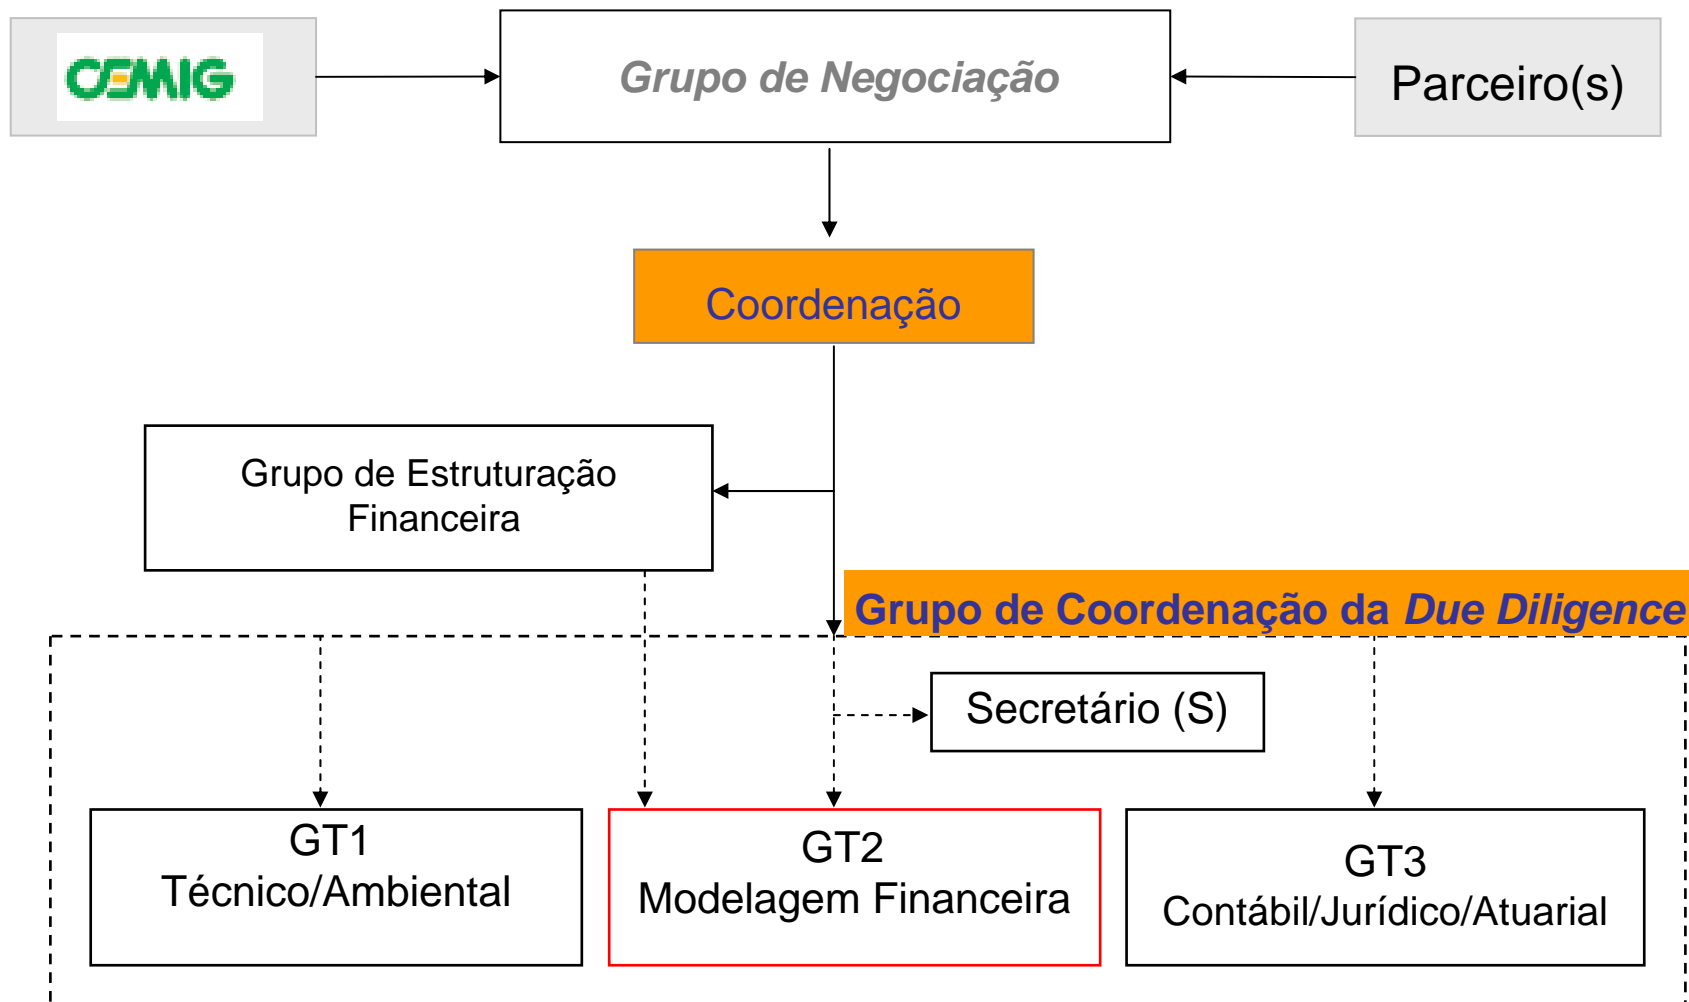 CEMIG
Grupo de Negociação
Parceiro(s)
Coordenação
Grupo de Estruturação
Financeira
Grupo de Coordenação da Due Diligence
Secretário (S)
GT1
Técnico/Ambiental
GT2
Modelagem Financeira
GT3
Contábil/Jurídico/Atuarial